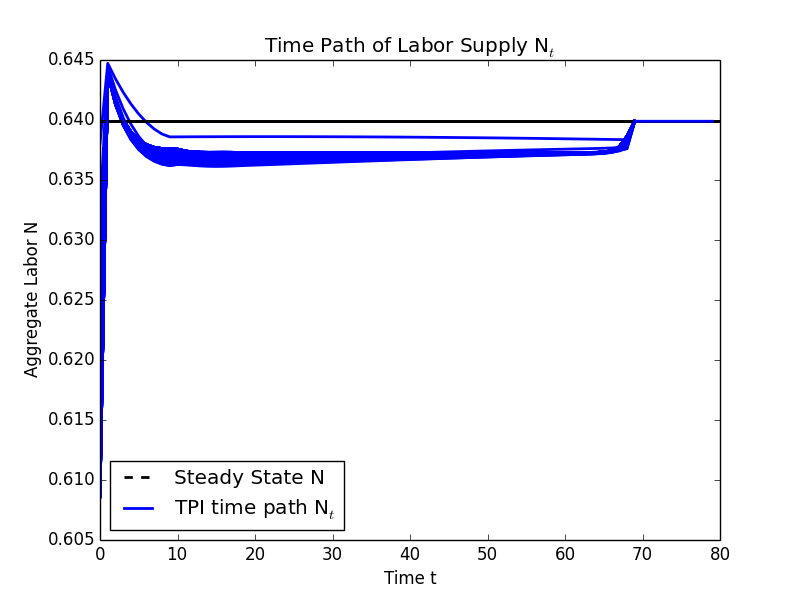 Time Path of Labor Supply Nₜ
0.645
0.640
0.635
0.630
0.625
0.620
0.615
0.610
0.605
Aggregate Labor N
Steady State N
TPI time path Nₜ
0 10 20 30 40 50 60 70 80
Time t